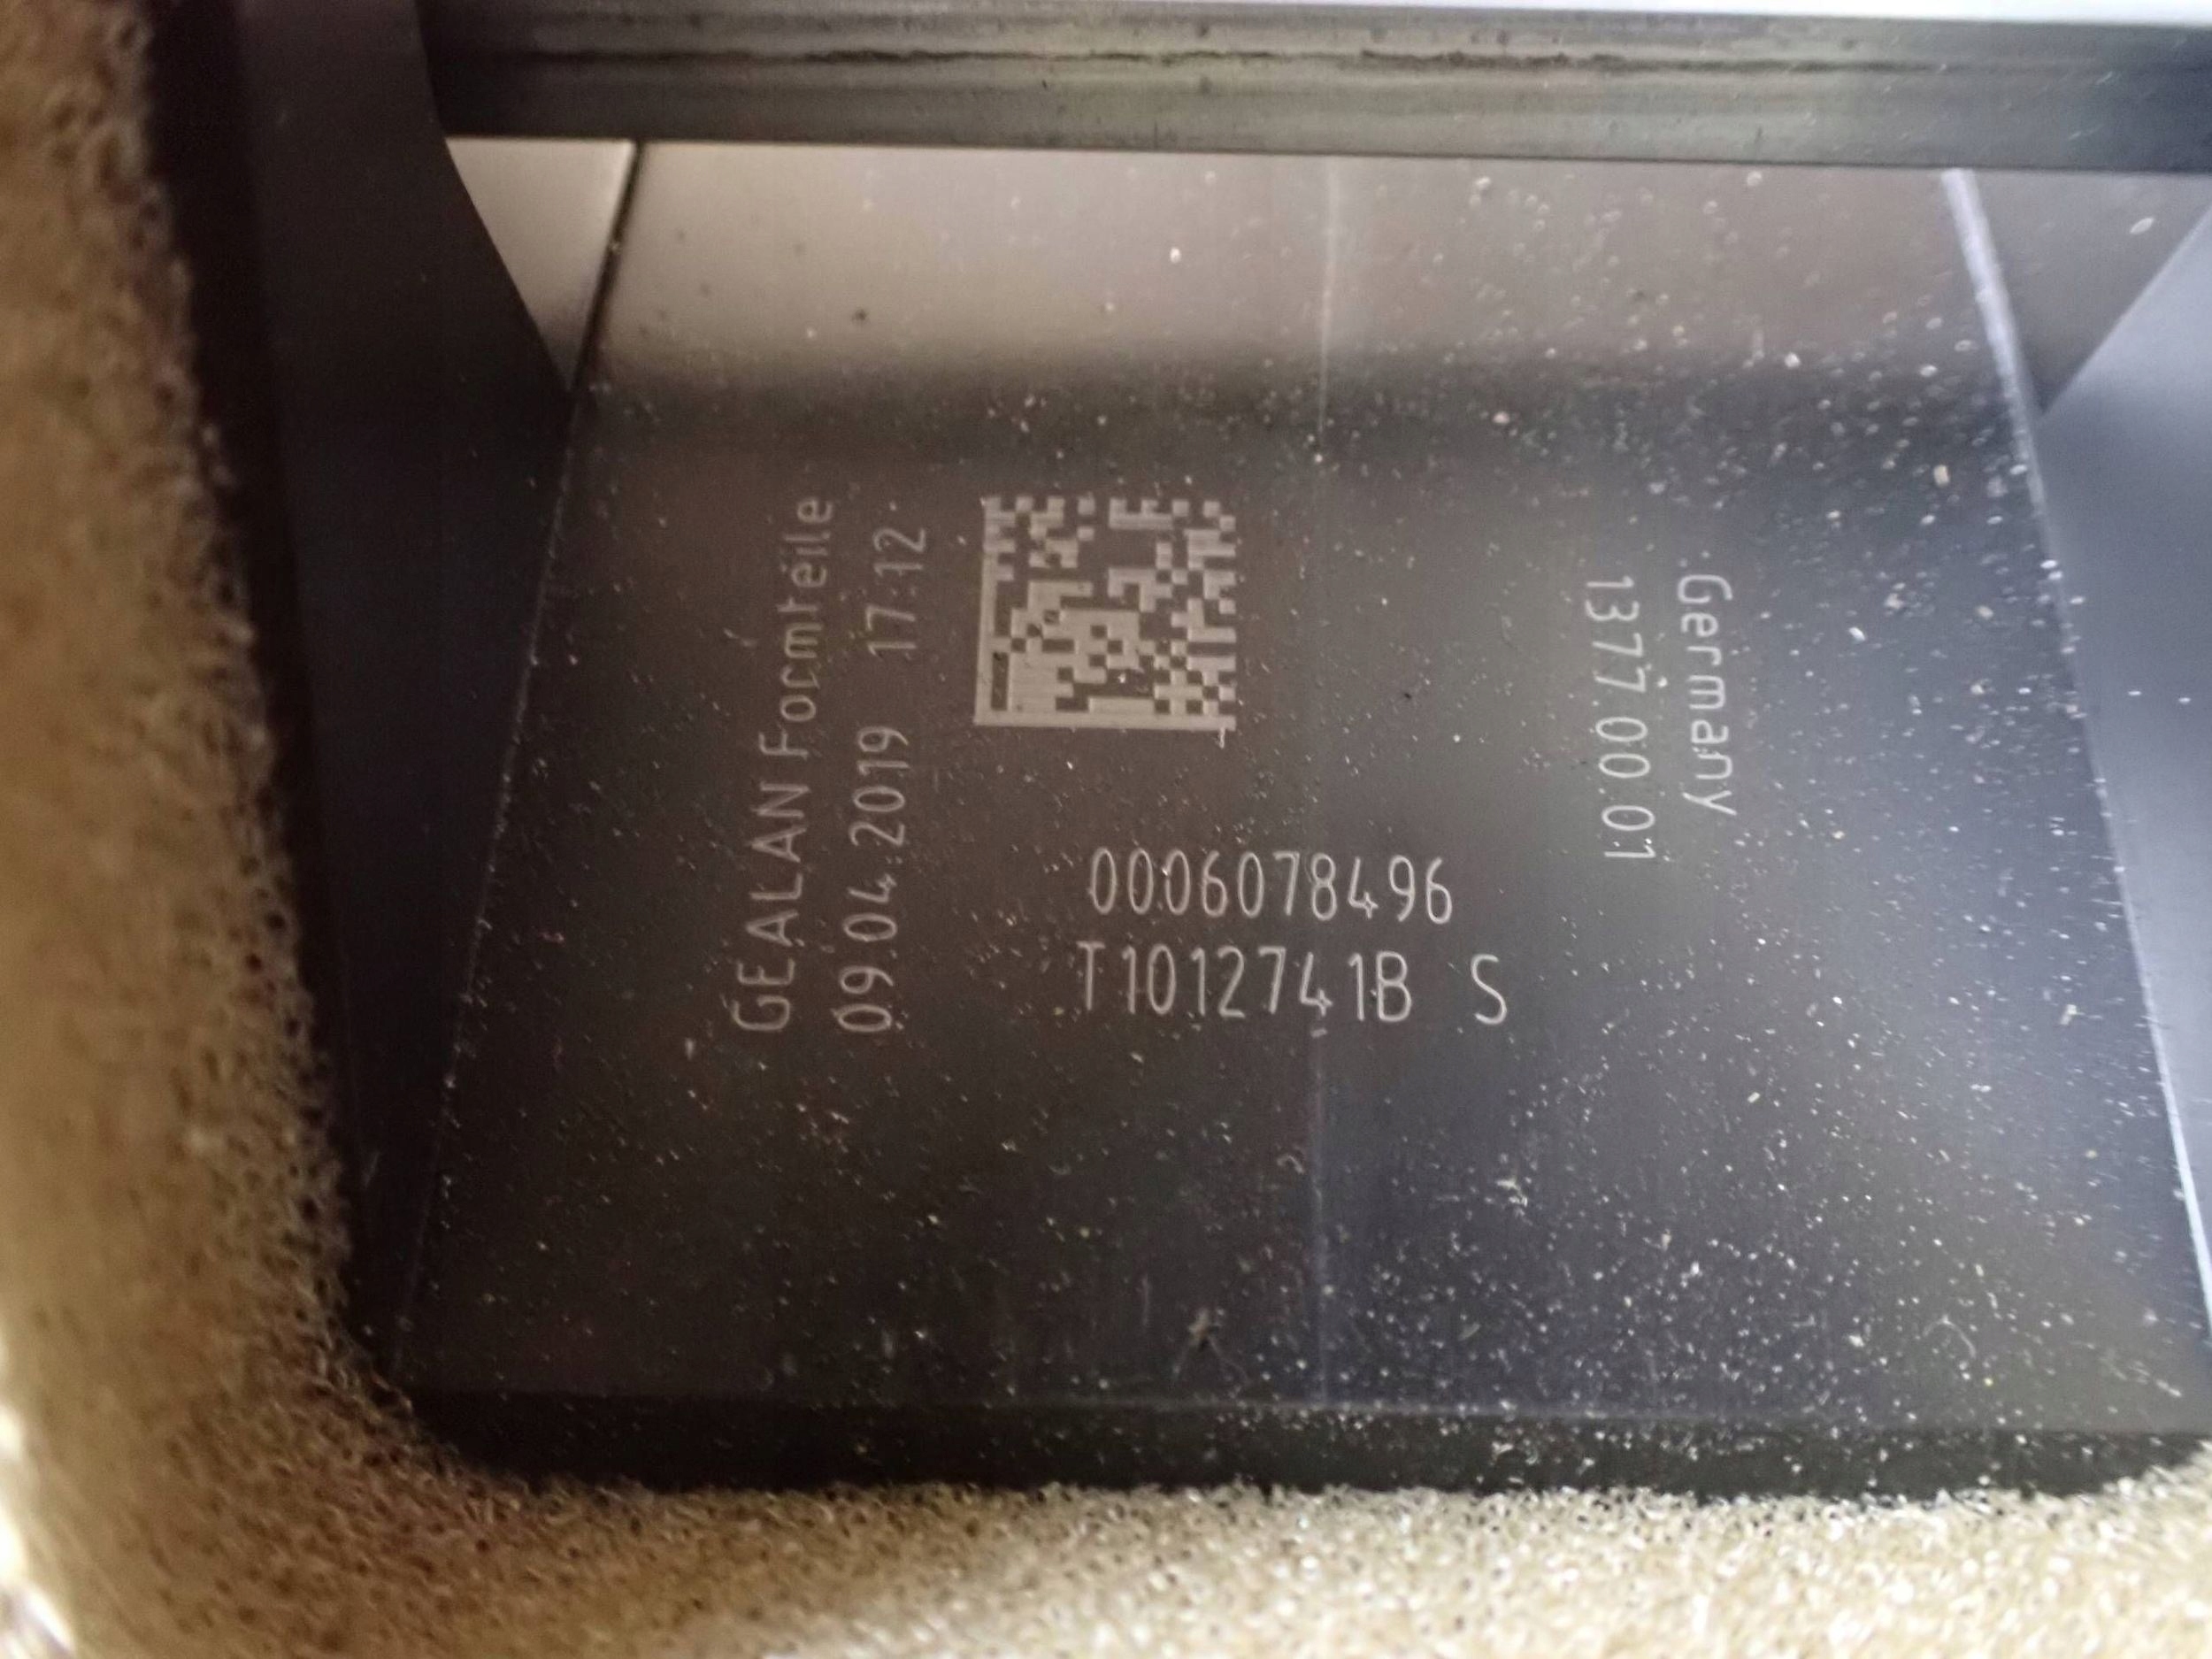 GEALAN Formteile
09.04.2019 17:12
0006078496
T1012741B S
Germany
1377.00.01